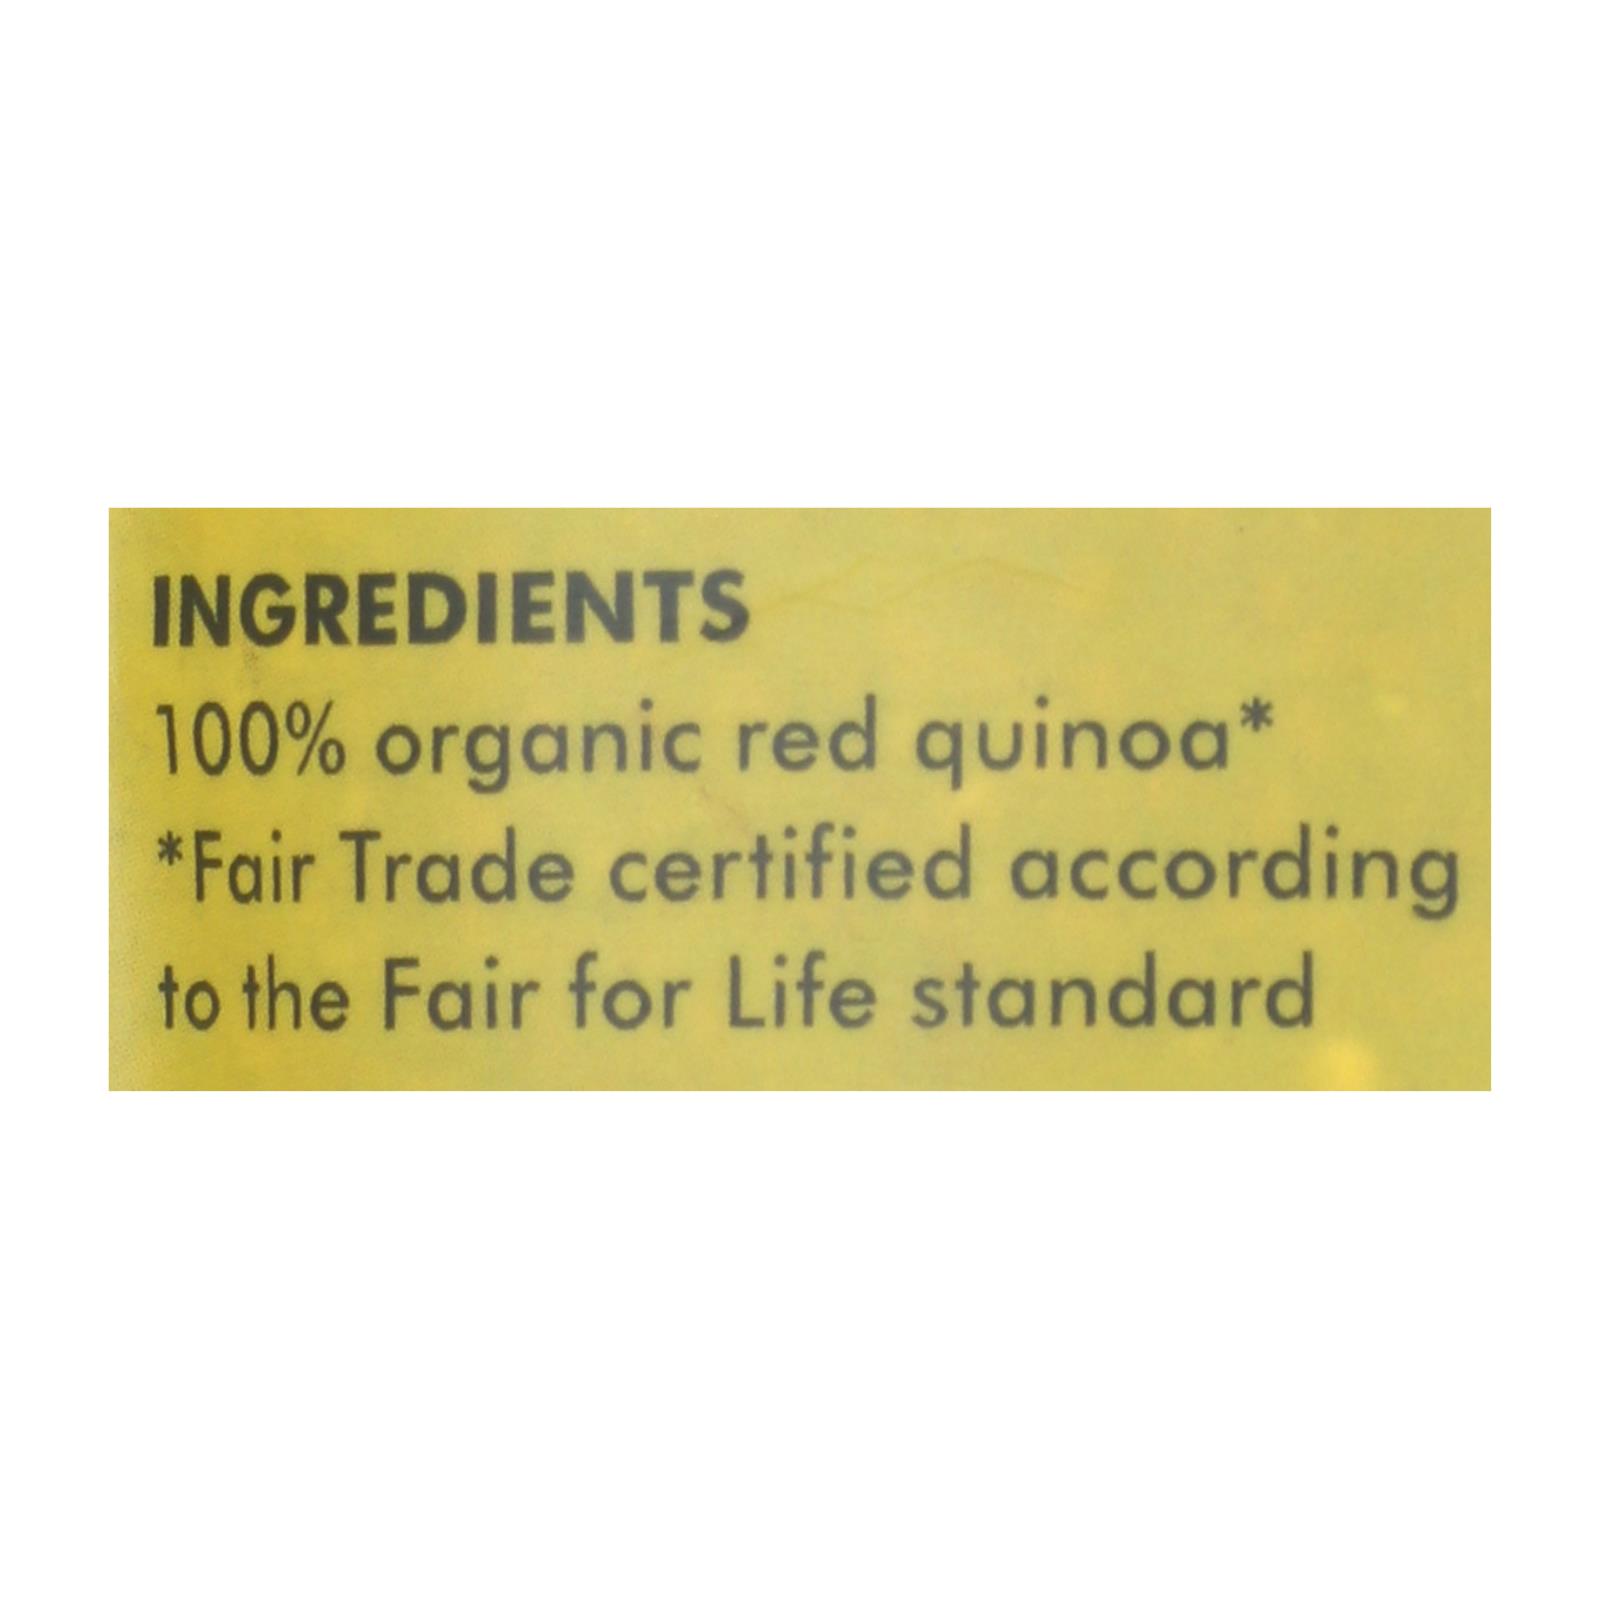 INGREDIENTS
100% organic red quinoa*
*Fair Trade certified according
to the Fair for Life standard